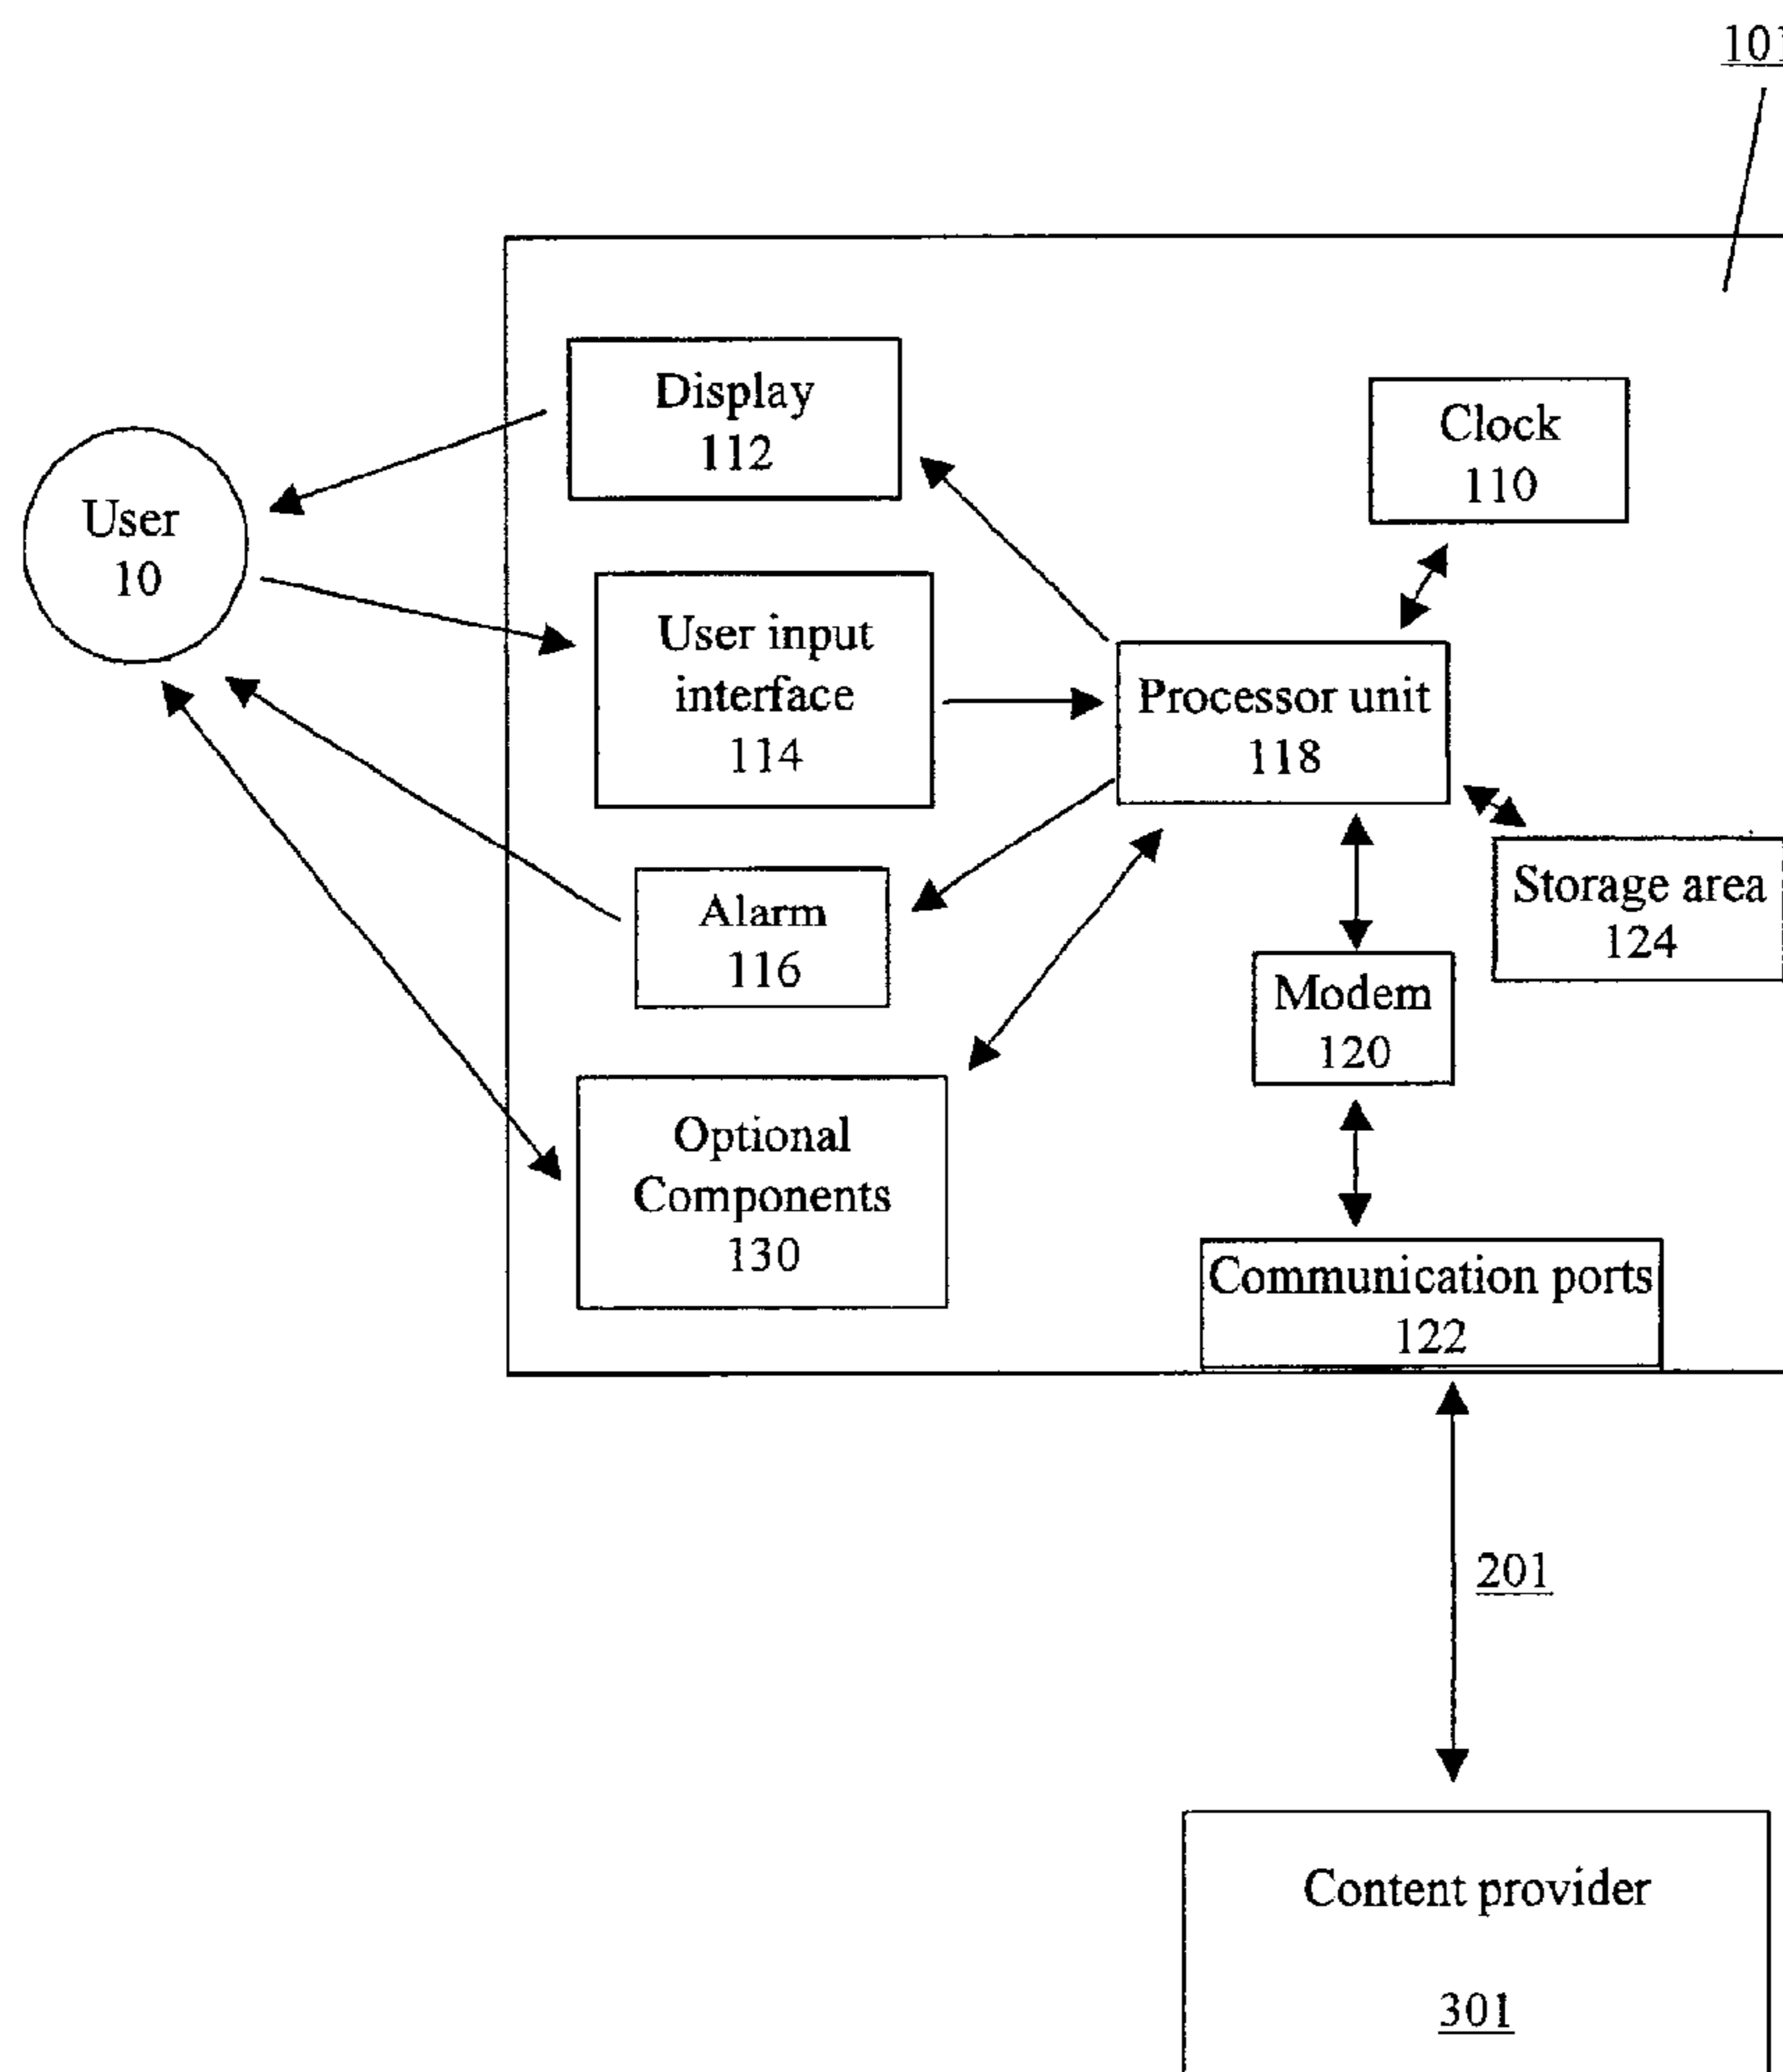 101
Display
112
Clock
110
User
10
User input
interface
114
Processor unit
118
Alarm
116
Storage area
124
Modem
120
Optional
Components
130
Communication ports
122
201
Content provider
301